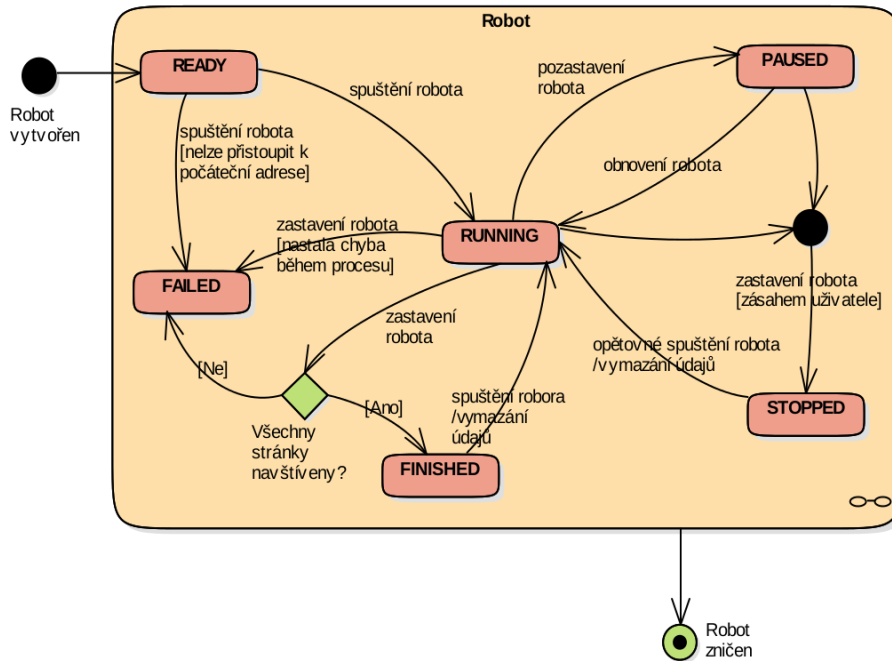 Robot
READY
PAUSED
Robot
vytvořen
spuštění robota
pozastavení
robota
spuštění robota
[nelze přistoupit k
počáteční adrese]
obnovení robota
zastavení robota
[nastala chyba
během procesu]
RUNNING
FAILED
zastavení robota
[zásahem uživatele]
zastavení
robota
opětovné spuštění robota
/vymazání údajů
[Ne]
[Ano]
spuštění robora
/vymazání
údajů
STOPPED
Všechny
stránky
navštíveny?
FINISHED
Robot
zničen